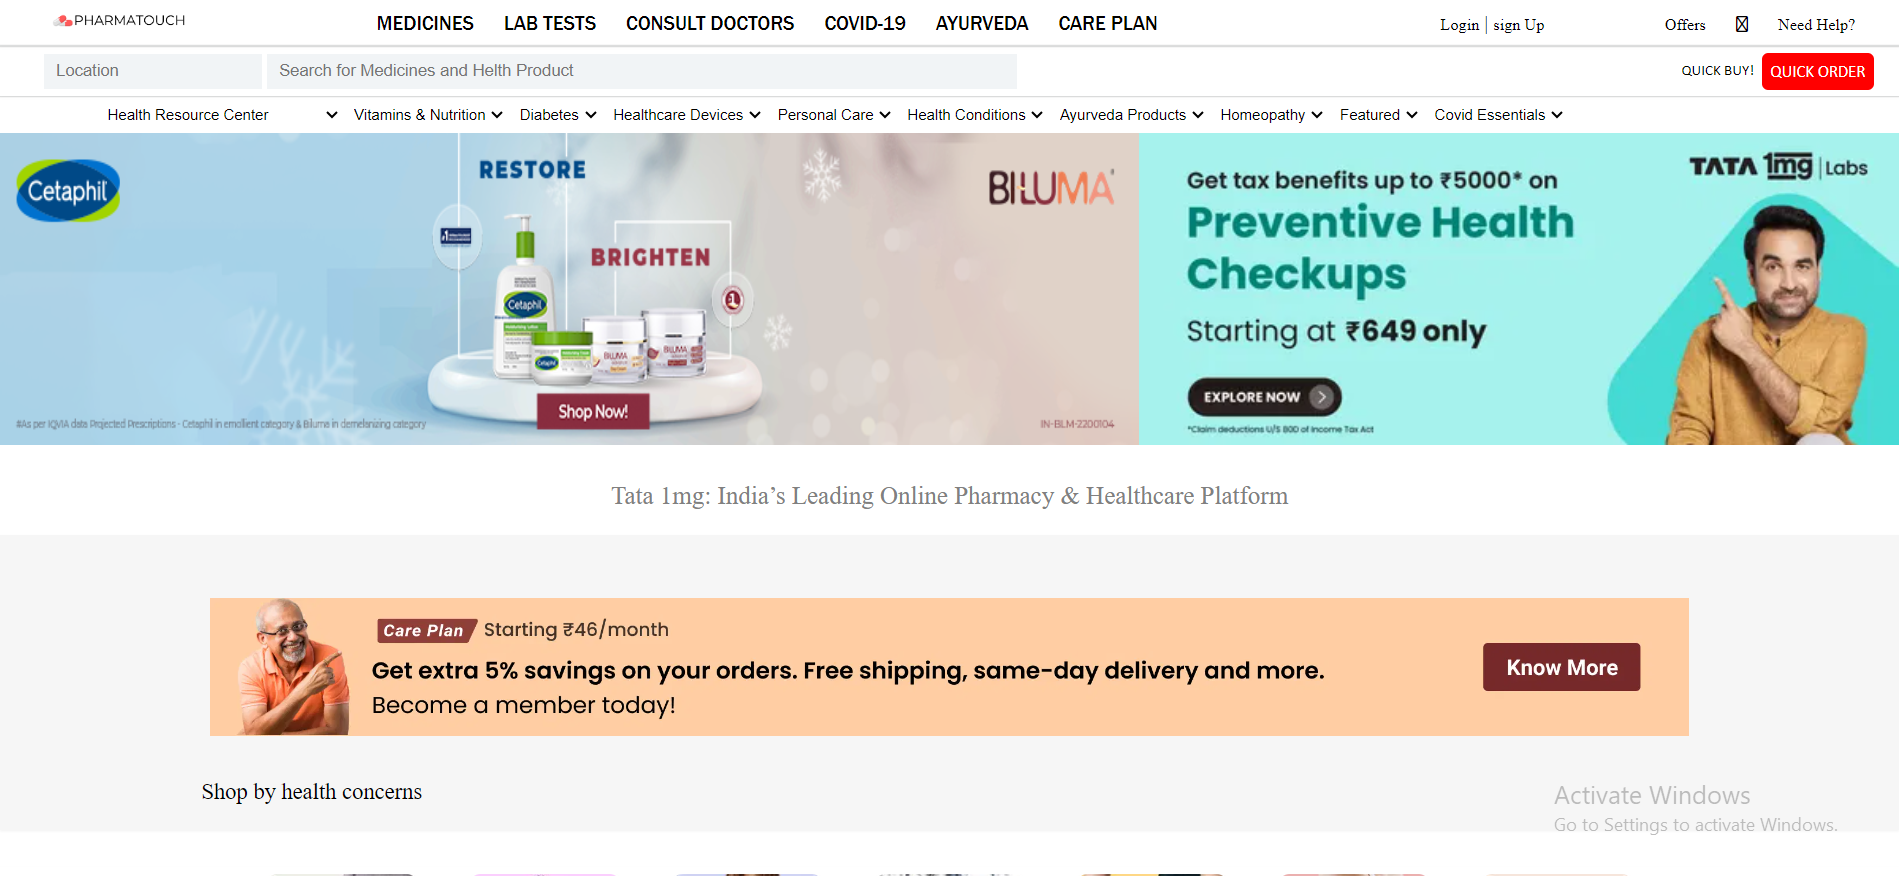 PHARMATOUCH
MEDICINES LAB TESTS CONSULT DOCTORS COVID-19 AYURVEDA CARE PLAN
Login | sign Up
Offers
Need Help?
Location
Search for Medicines and Helth Product
QUICK BUY!
QUICK ORDER
Health Resource Center Vitamins & Nutrition Diabetes Healthcare Devices Personal Care Health Conditions Ayurveda Products Homeopathy Featured Covid Essentials
Cetaphil
RESTORE
BILUMA
BRIGHTEN
#1
Cetaphil
1
BILUMA
BILUMA
Cetaphil
Shop Now!
#As per IQVIA data Projected Prescriptions - Cetaphil in emollient category & Biluma in demelanizing category
IN-BLM-2200104
TATA 1mg | Labs
Get tax benefits up to ₹5000* on
Preventive Health
Checkups
Starting at ₹649 only
EXPLORE NOW
*Claim deductions U/S 80D of Income Tax Act
Tata 1mg: India’s Leading Online Pharmacy & Healthcare Platform
Care Plan Starting ₹46/month
Get extra 5% savings on your orders. Free shipping, same-day delivery and more.
Become a member today!
Know More
Shop by health concerns
Activate Windows
Go to Settings to activate Windows.